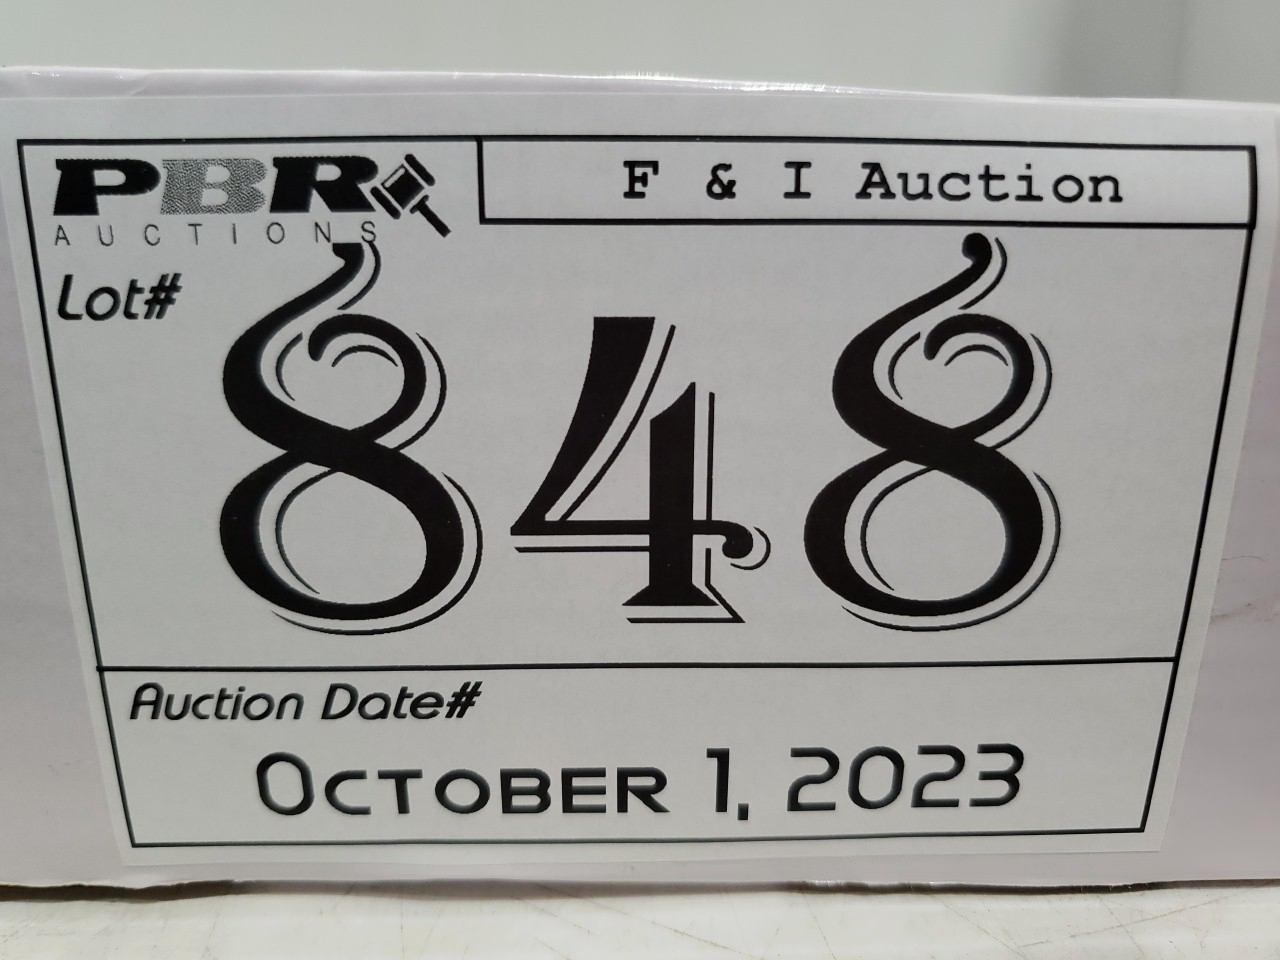 PBR
AUCTIONS
F & I Auction
Lot#
848
Auction Date#
October 1, 2023